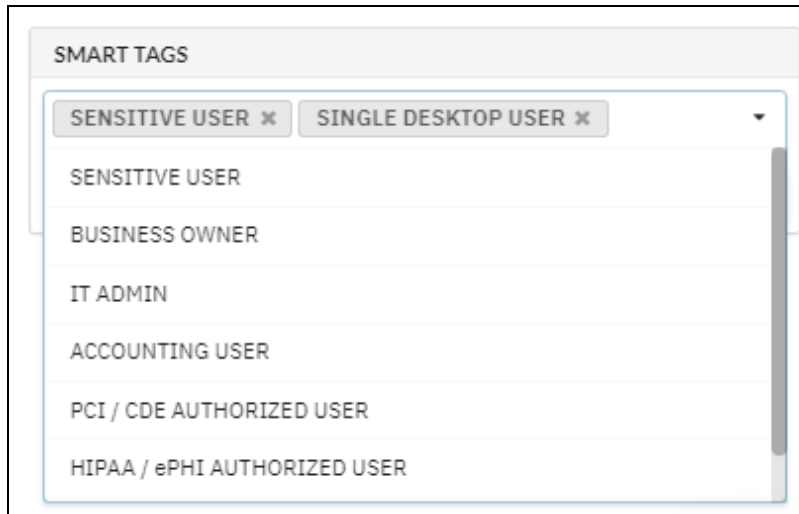 SMART TAGS
SENSITIVE USER × SINGLE DESKTOP USER ×
SENSITIVE USER
BUSINESS OWNER
IT ADMIN
ACCOUNTING USER
PCI / CDE AUTHORIZED USER
HIPAA / ePHI AUTHORIZED USER